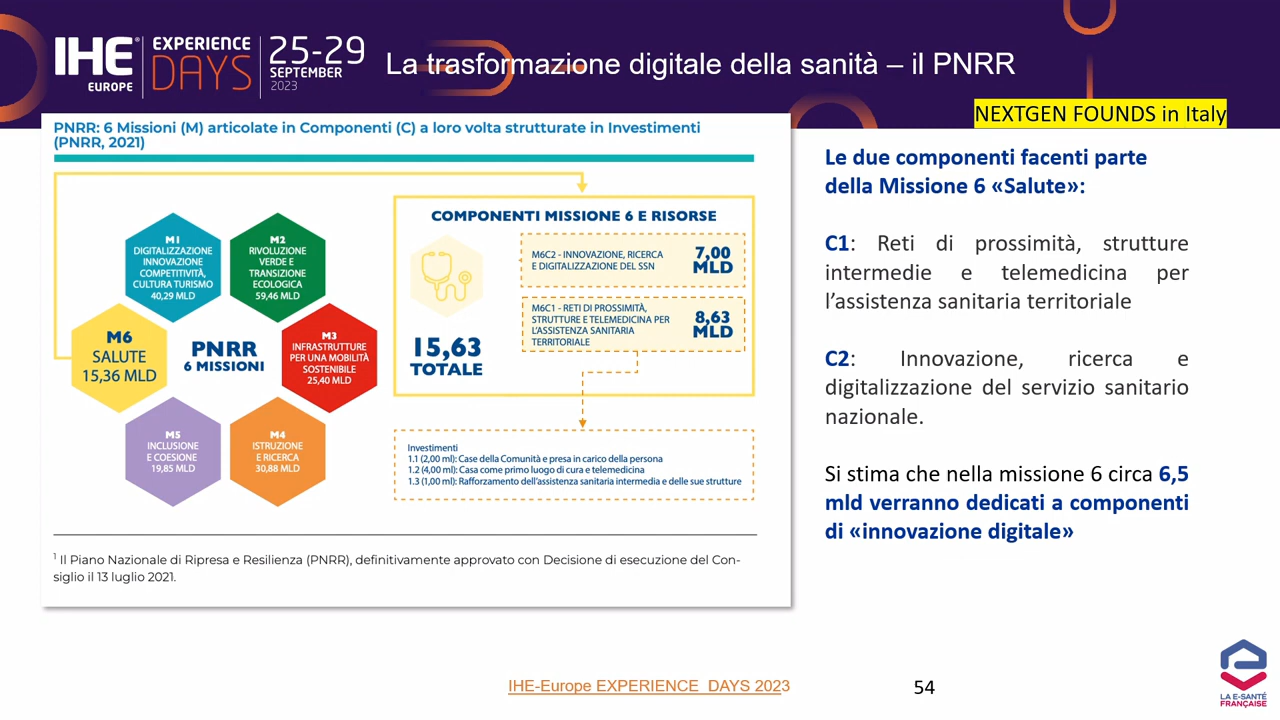 IHE
EUROPE
EXPERIENCE
DAYS
25-29
SEPTEMBER
2023
La trasformazione digitale della sanità – il PNRR
NEXTGEN FOUNDS in Italy
PNRR: 6 Missioni (M) articolate in Componenti (C) a loro volta strutturate in Investimenti
(PNRR, 2021)
M1
DIGITALIZZAZIONE
INNOVAZIONE
COMPETITIVITÀ,
CULTURA TURISMO
40,29 MLD
M2
RIVOLUZIONE
VERDE E
TRANSIZIONE
ECOLOGICA
59,46 MLD
M6
SALUTE
15,36 MLD
PNRR
6 MISSIONI
M3
INFRASTRUTTURE
PER UNA MOBILITÀ
SOSTENIBILE
25,40 MLD
M5
INCLUSIONE
E COESIONE
19,85 MLD
M4
ISTRUZIONE
E RICERCA
30,88 MLD
COMPONENTI MISSIONE 6 E RISORSE
M6C2 - INNOVAZIONE, RICERCA
E DIGITALIZZAZIONE DEL SSN
7,00
MLD
M6C1 - RETI DI PROSSIMITÀ,
STRUTTURE E TELEMEDICINA PER
L'ASSISTENZA SANITARIA
TERRITORIALE
8,63
MLD
15,63
TOTALE
Investimenti
1.1 (2,00 ml): Case della Comunità e presa in carico della persona
1.2 (4,00 ml): Casa come primo luogo di cura e telemedicina
1.3 (1,00 ml): Rafforzamento dell'assistenza sanitaria intermedia e delle sue strutture
1 Il Piano Nazionale di Ripresa e Resilienza (PNRR), definitivamente approvato con Decisione di esecuzione del Con-
siglio il 13 luglio 2021.
Le due componenti facenti parte
della Missione 6 «Salute»:
C1: Reti di prossimità, strutture
intermedie e telemedicina per
l'assistenza sanitaria territoriale
C2: Innovazione, ricerca e
digitalizzazione del servizio sanitario
nazionale.
Si stima che nella missione 6 circa 6,5
mld verranno dedicati a componenti
di «innovazione digitale»
IHE-Europe EXPERIENCE DAYS 2023
54
LA E-SANTÉ
FRANÇAISE